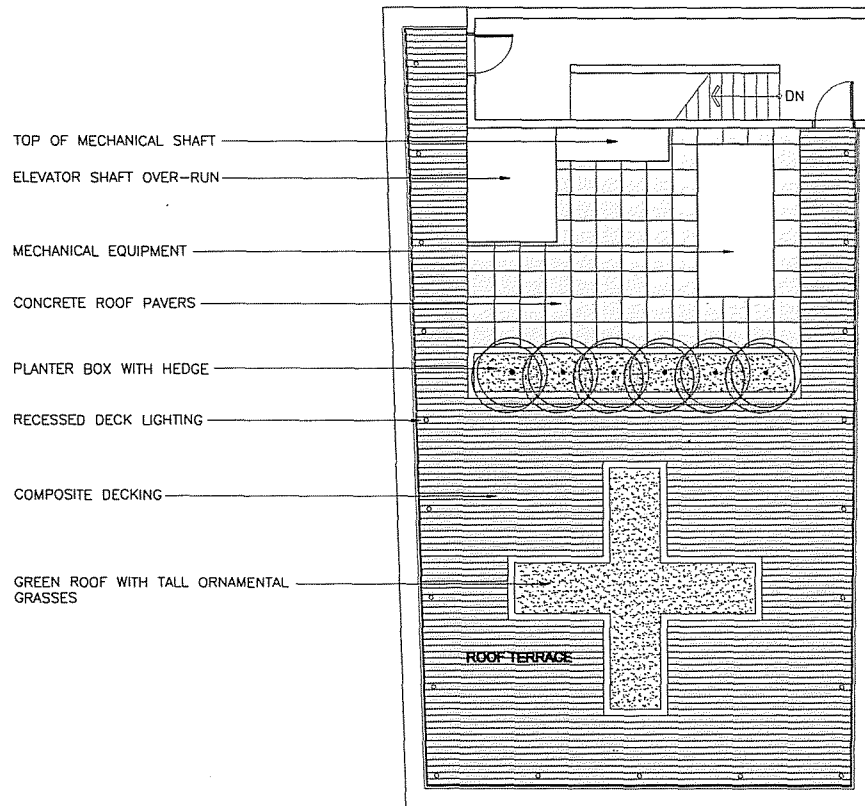 DN
TOP OF MECHANICAL SHAFT
ELEVATOR SHAFT OVER-RUN
MECHANICAL EQUIPMENT
CONCRETE ROOF PAVERS
PLANTER BOX WITH HEDGE
RECESSED DECK LIGHTING
COMPOSITE DECKING
GREEN ROOF WITH TALL ORNAMENTAL
GRASSES
ROOF TERRACE